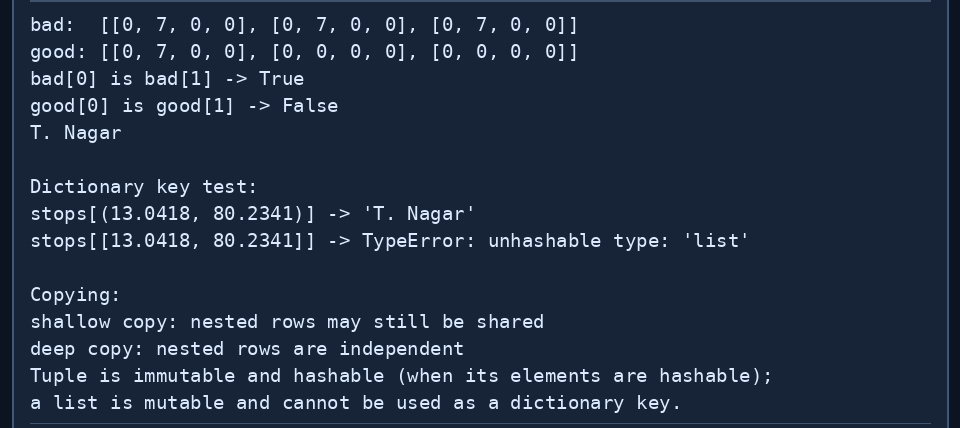 bad:  [[0, 7, 0, 0], [0, 7, 0, 0], [0, 7, 0, 0]]
good: [[0, 7, 0, 0], [0, 0, 0, 0], [0, 0, 0, 0]]
bad[0] is bad[1] -> True
good[0] is good[1] -> False
T. Nagar
Dictionary key test:
stops[(13.0418, 80.2341)] -> 'T. Nagar'
stops[[13.0418, 80.2341]] -> TypeError: unhashable type: 'list'
Copying:
shallow copy: nested rows may still be shared
deep copy: nested rows are independent
Tuple is immutable and hashable (when its elements are hashable);
a list is mutable and cannot be used as a dictionary key.